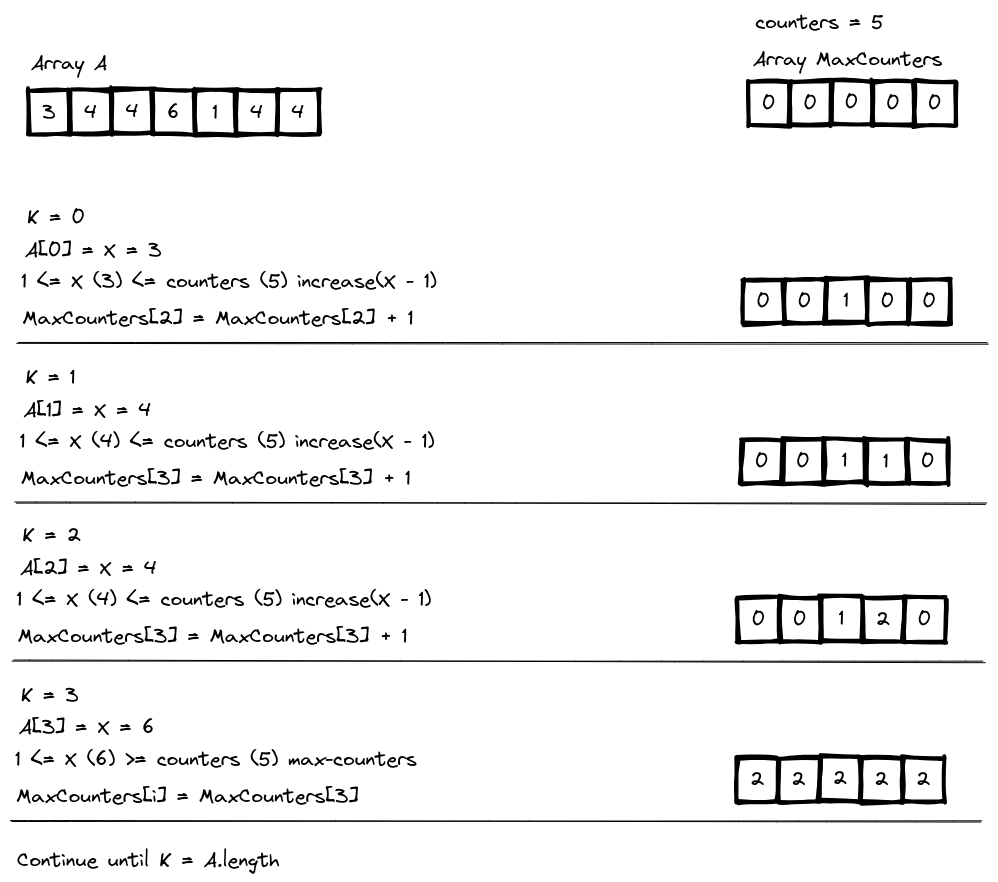 counters = 5
Array A
Array MaxCounters
3 4 4 6 1 4 4
0 0 0 0 0
K = 0
A[0] = X = 3
1 <= X (3) <= counters (5) increase(X - 1)
MaxCounters[2] = MaxCounters[2] + 1
0 0 1 0 0
K = 1
A[1] = X = 4
1 <= X (4) <= counters (5) increase(X - 1)
MaxCounters[3] = MaxCounters[3] + 1
0 0 1 1 0
K = 2
A[2] = X = 4
1 <= X (4) <= counters (5) increase(X - 1)
MaxCounters[3] = MaxCounters[3] + 1
0 0 1 2 0
K = 3
A[3] = X = 6
1 <= X (6) >= counters (5) max-counters
MaxCounters[i] = MaxCounters[3]
2 2 2 2 2
Continue until K = A.length